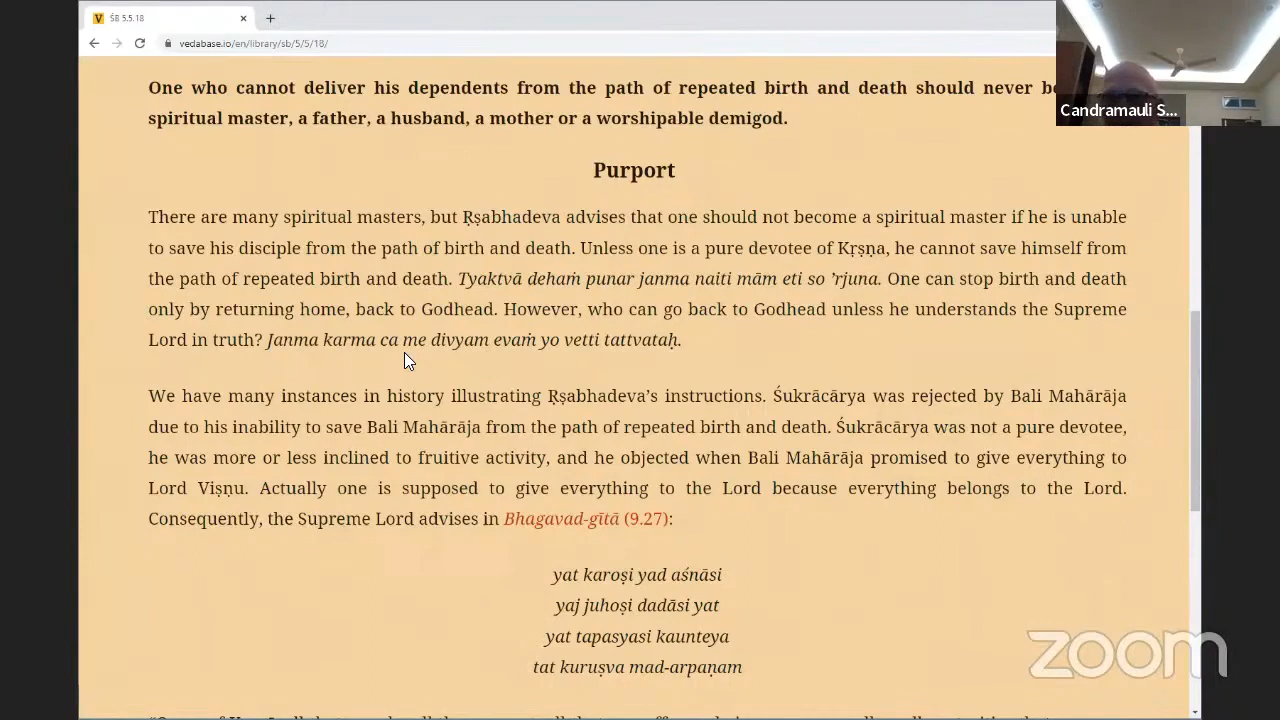 ŚB 5.5.18
vedabase.io/en/library/sb/5/5/18/
Candramauli S...
One who cannot deliver his dependents from the path of repeated birth and death should never
spiritual master, a father, a husband, a mother or a worshipable demigod.
Purport
There are many spiritual masters, but Ṛṣabhadeva advises that one should not become a spiritual master if he is unable
to save his disciple from the path of birth and death. Unless one is a pure devotee of Kṛṣṇa, he cannot save himself from
the path of repeated birth and death. Tyaktvā dehaṁ punar janma naiti mām eti so ’rjuna. One can stop birth and death
only by returning home, back to Godhead. However, who can go back to Godhead unless he understands the Supreme
Lord in truth? Janma karma ca me divyam evaṁ yo vetti tattvataḥ.
We have many instances in history illustrating Ṛṣabhadeva’s instructions. Śukrācārya was rejected by Bali Mahārāja
due to his inability to save Bali Mahārāja from the path of repeated birth and death. Śukrācārya was not a pure devotee,
he was more or less inclined to fruitive activity, and he objected when Bali Mahārāja promised to give everything to
Lord Viṣṇu. Actually one is supposed to give everything to the Lord because everything belongs to the Lord.
Consequently, the Supreme Lord advises in Bhagavad-gītā (9.27):
yat karoṣi yad aśnāsi
yaj juhoṣi dadāsi yat
yat tapasyasi kaunteya
tat kuruṣva mad-arpaṇam
zoom